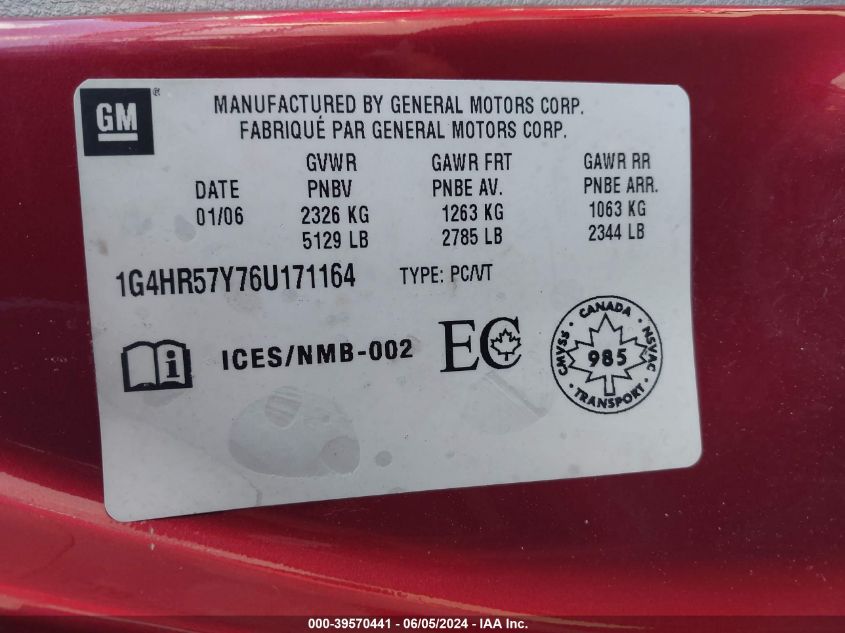 GM®
MANUFACTURED BY GENERAL MOTORS CORP.
FABRIQUÉ PAR GENERAL MOTORS CORP.
GVWR GAWR FRT GAWR RR
DATE PNBV PNBE AV. PNBE ARR.
01/06 2326 KG 1263 KG 1063 KG
5129 LB 2785 LB 2344 LB
1G4HR57Y76U171164 TYPE: PC/VT
i ICES/NMB-002 EC
· CANADA ·
CMVSS 985 NSVAC
· TRANSPORT ·
000-39570441 - 06/05/2024 - IAA Inc.